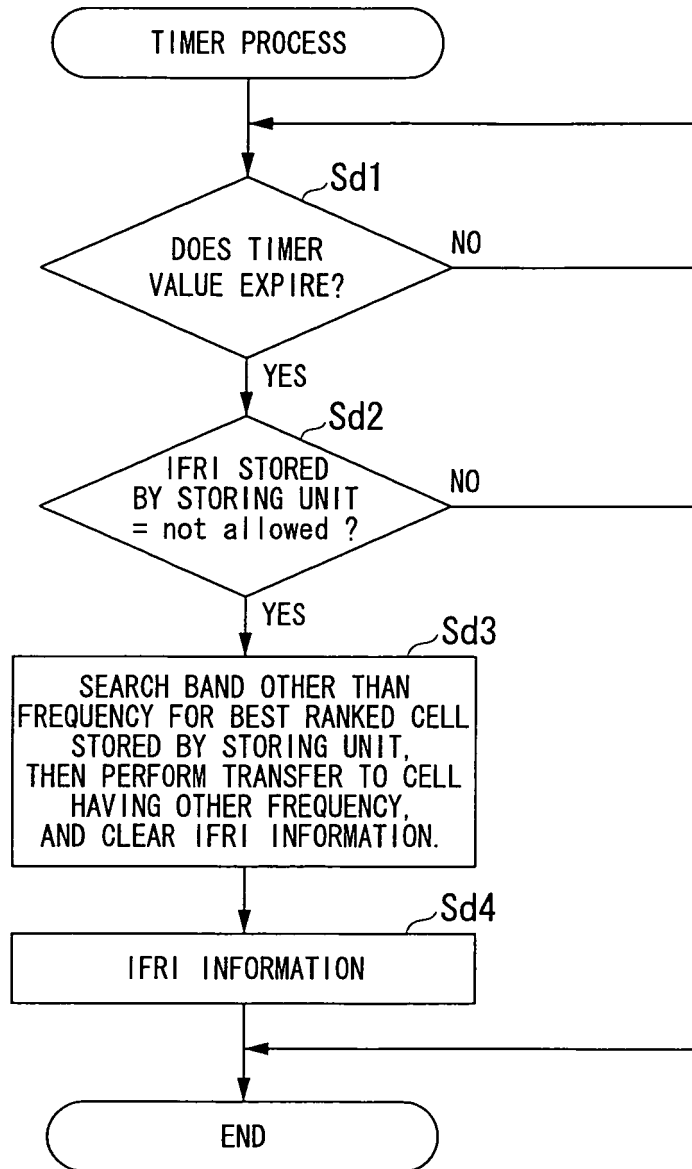 TIMER PROCESS
Sd1
DOES TIMER
VALUE EXPIRE?
NO
YES
Sd2
IFRI STORED
BY STORING UNIT
= not allowed ?
NO
YES
Sd3
SEARCH BAND OTHER THAN
FREQUENCY FOR BEST RANKED CELL
STORED BY STORING UNIT,
THEN PERFORM TRANSFER TO CELL
HAVING OTHER FREQUENCY,
AND CLEAR IFRI INFORMATION.
Sd4
IFRI INFORMATION
END